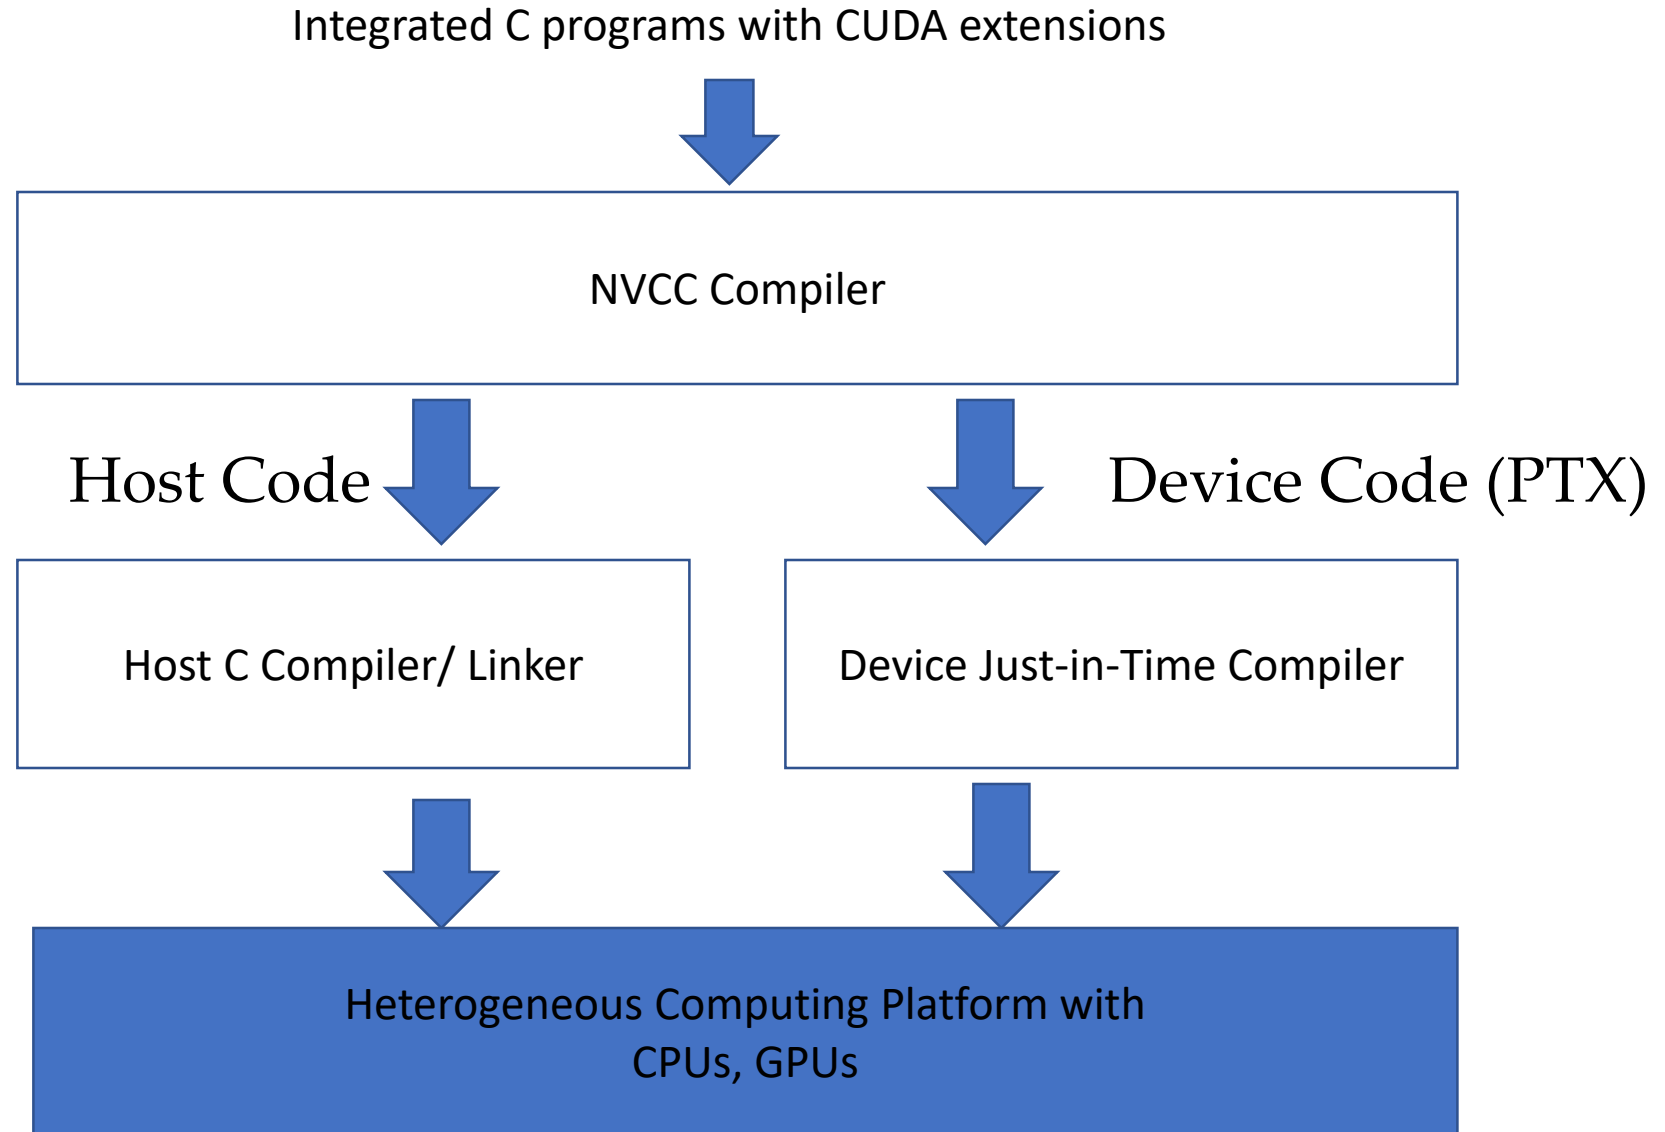 Integrated C programs with CUDA extensions
NVCC Compiler
Host Code
Device Code (PTX)
Host C Compiler/ Linker
Device Just-in-Time Compiler
Heterogeneous Computing Platform with
CPUs, GPUs